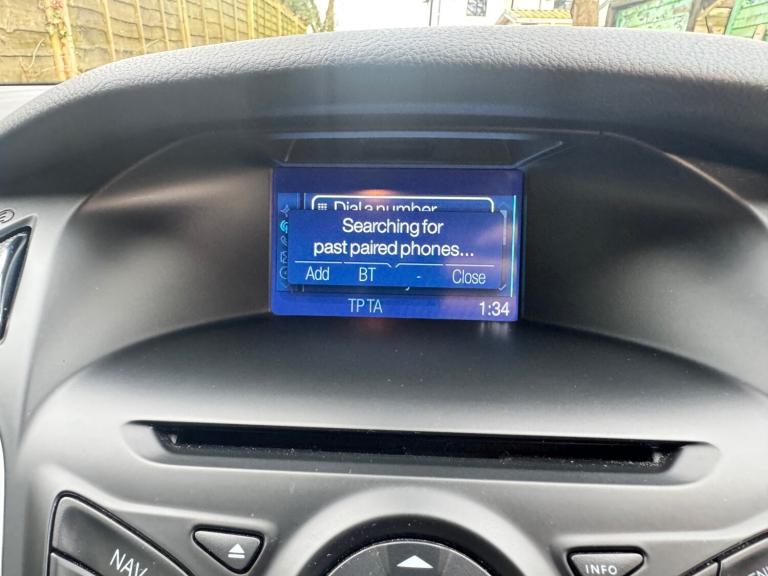 Dial a number
Searching for
past paired phones...
Add BT - Close
TP TA 1:34
NAV
INFO